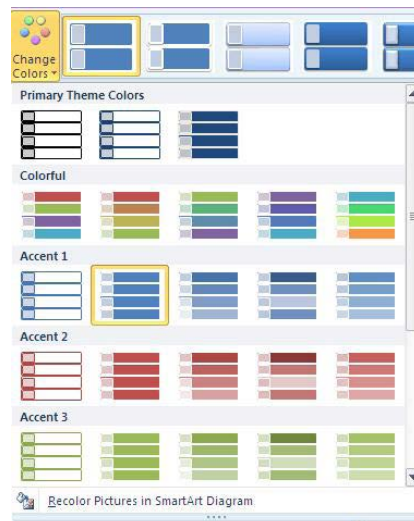 Change
Colors
Primary Theme Colors
Colorful
Accent 1
Accent 2
Accent 3
Recolor Pictures in SmartArt Diagram